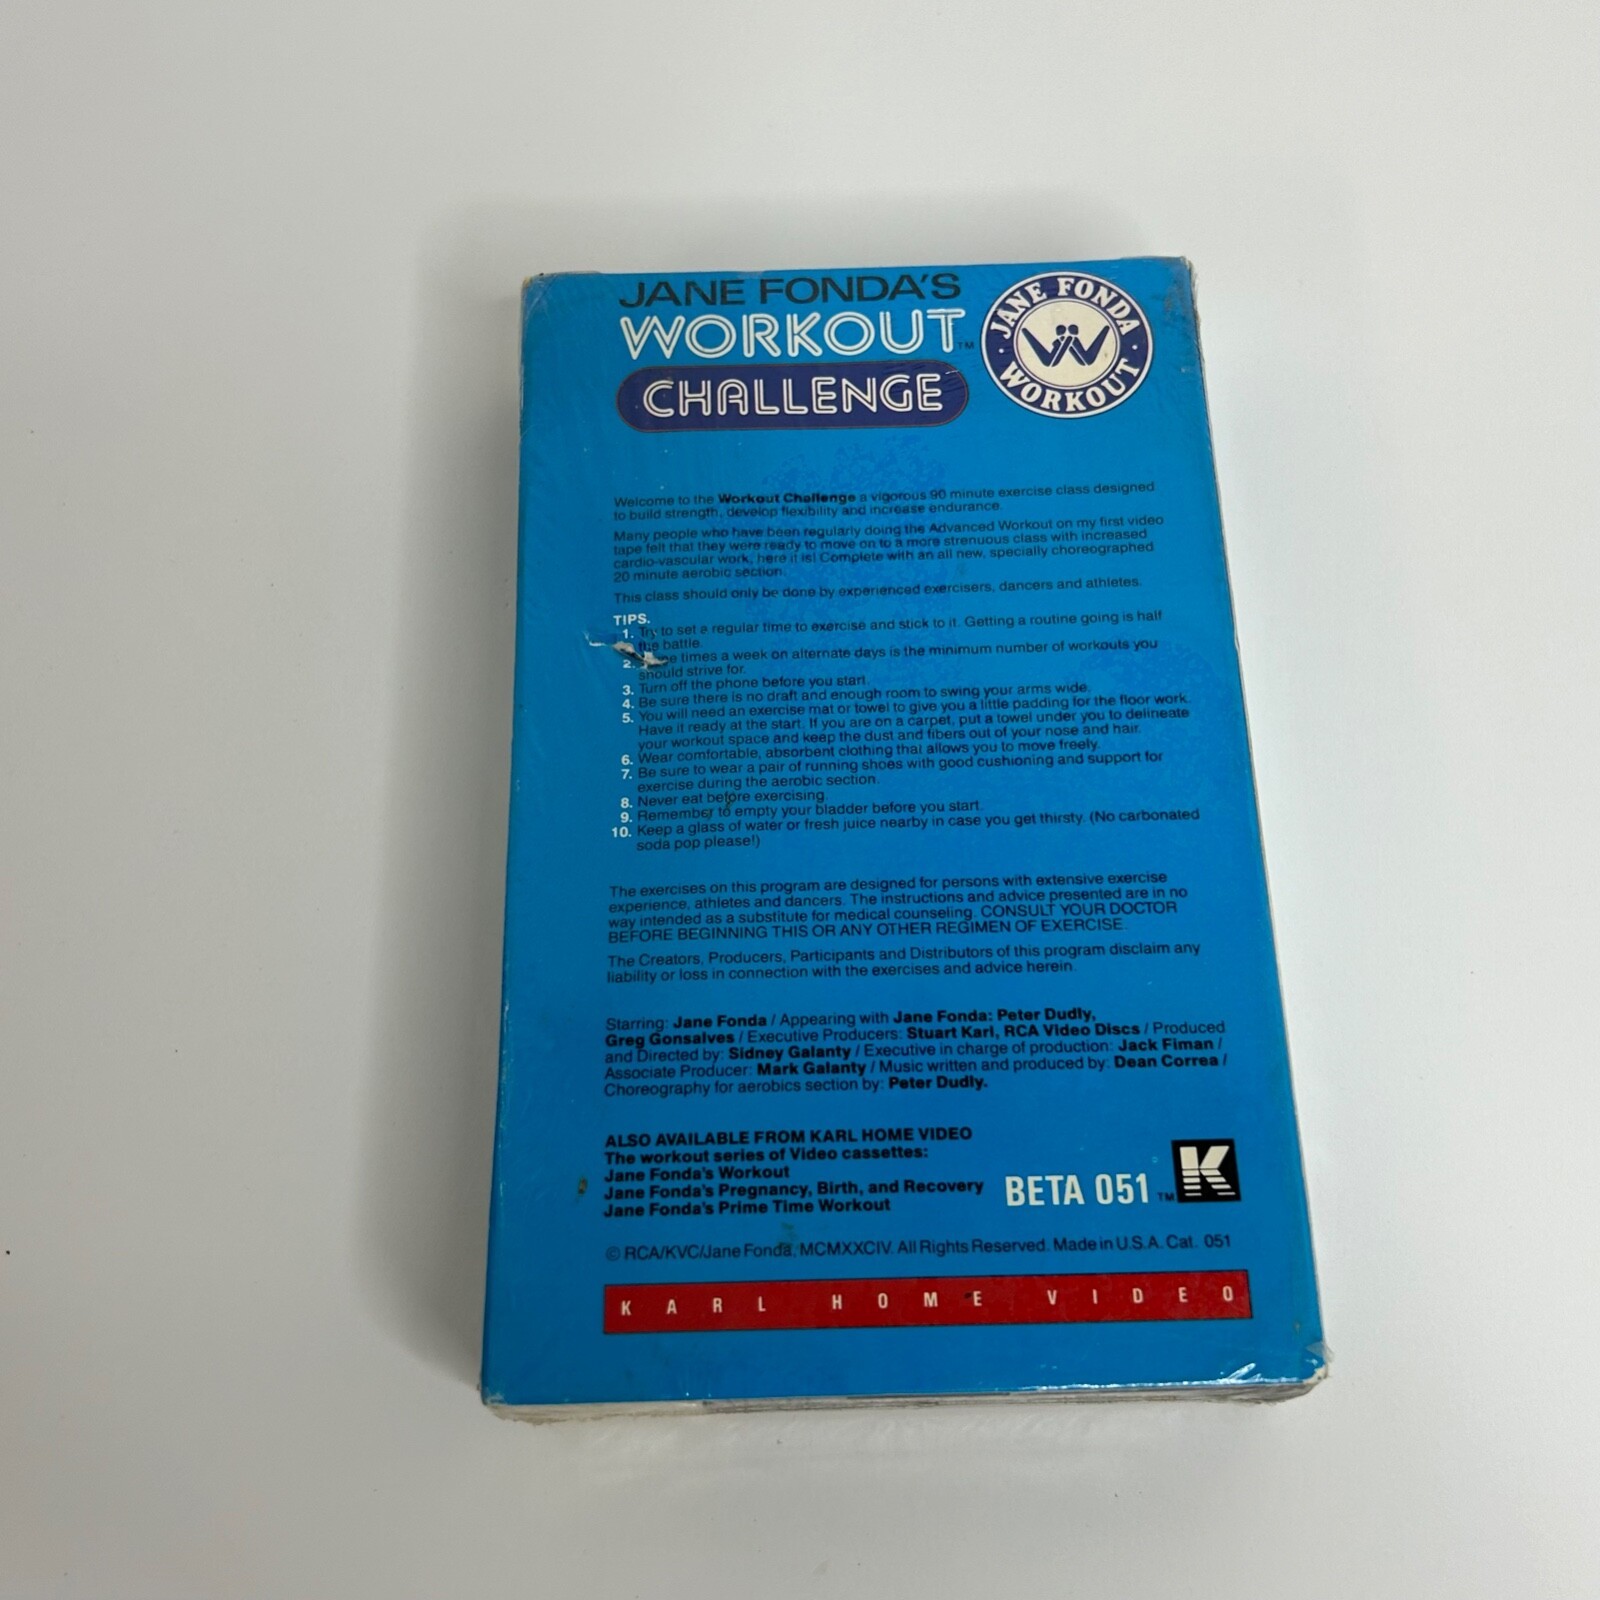 JANE FONDA'S
WORKOUT™
CHALLENGE
JANE FONDA
WORKOUT
Welcome to the Workout Challenge a vigorous 90 minute exercise class designed
to build strength, develop flexibility and increase endurance.
Many people who have been regularly doing the Advanced Workout on my first video
tape felt that they were ready to move on to a more strenuous class with increased
cardio-vascular work, here it is! Complete with an all new, specially choreographed
20 minute aerobic section.
This class should only be done by experienced exercisers, dancers and athletes.
TIPS.
1. Try to set a regular time to exercise and stick to it. Getting a routine going is half
the battle.
2. times a week on alternate days is the minimum number of workouts you
should strive for.
3. Turn off the phone before you start.
4. Be sure there is no draft and enough room to swing your arms wide.
5. You will need an exercise mat or towel to give you a little padding for the floor work.
Have it ready at the start. If you are on a carpet, put a towel under you to delineate
your workout space and keep the dust and fibers out of your nose and hair.
6. Wear comfortable, absorbent clothing that allows you to move freely.
7. Be sure to wear a pair of running shoes with good cushioning and support for
exercise during the aerobic section.
8. Never eat before exercising.
9. Remember to empty your bladder before you start.
10. Keep a glass of water or fresh juice nearby in case you get thirsty. (No carbonated
soda pop please!)
The exercises on this program are designed for persons with extensive exercise
experience, athletes and dancers. The instructions and advice presented are in no
way intended as a substitute for medical counseling. CONSULT YOUR DOCTOR
BEFORE BEGINNING THIS OR ANY OTHER REGIMEN OF EXERCISE.
The Creators, Producers, Participants and Distributors of this program disclaim any
liability or loss in connection with the exercises and advice herein.
Starring: Jane Fonda / Appearing with Jane Fonda: Peter Dudly,
Greg Gonsalves / Executive Producers: Stuart Karl, RCA Video Discs / Produced
and Directed by: Sidney Galanty / Executive in charge of production: Jack Fiman /
Associate Producer: Mark Galanty / Music written and produced by: Dean Correa /
Choreography for aerobics section by: Peter Dudly.
ALSO AVAILABLE FROM KARL HOME VIDEO
The workout series of Video cassettes:
Jane Fonda's Workout
Jane Fonda's Pregnancy, Birth, and Recovery
Jane Fonda's Prime Time Workout
BETA 051 ™ K
© RCA/KVC/Jane Fonda, MCMXXCIV. All Rights Reserved. Made in U.S.A. Cat. 051
KARL HOME VIDEO